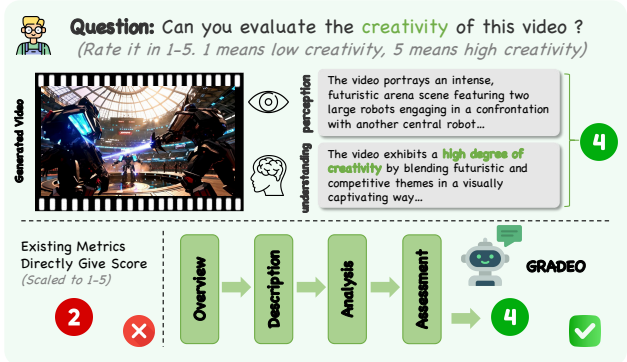 Question: Can you evaluate the creativity of this video ?
(Rate it in 1-5. 1 means low creativity, 5 means high creativity)
Generated Video
perception
The video portrays an intense,
futuristic arena scene featuring two
large robots engaging in a confrontation
with another central robot...
understanding
The video exhibits a high degree of
creativity by blending futuristic and
competitive themes in a visually
captivating way...
4
Existing Metrics
Directly Give Score
(Scaled to 1-5)
2
Overview
Description
Analysis
Assessment
GRADEO
4